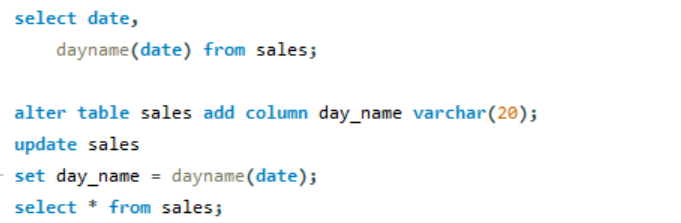 select date,
dayname(date) from sales;
alter table sales add column day_name varchar(20);
update sales
set day_name = dayname(date);
select * from sales;